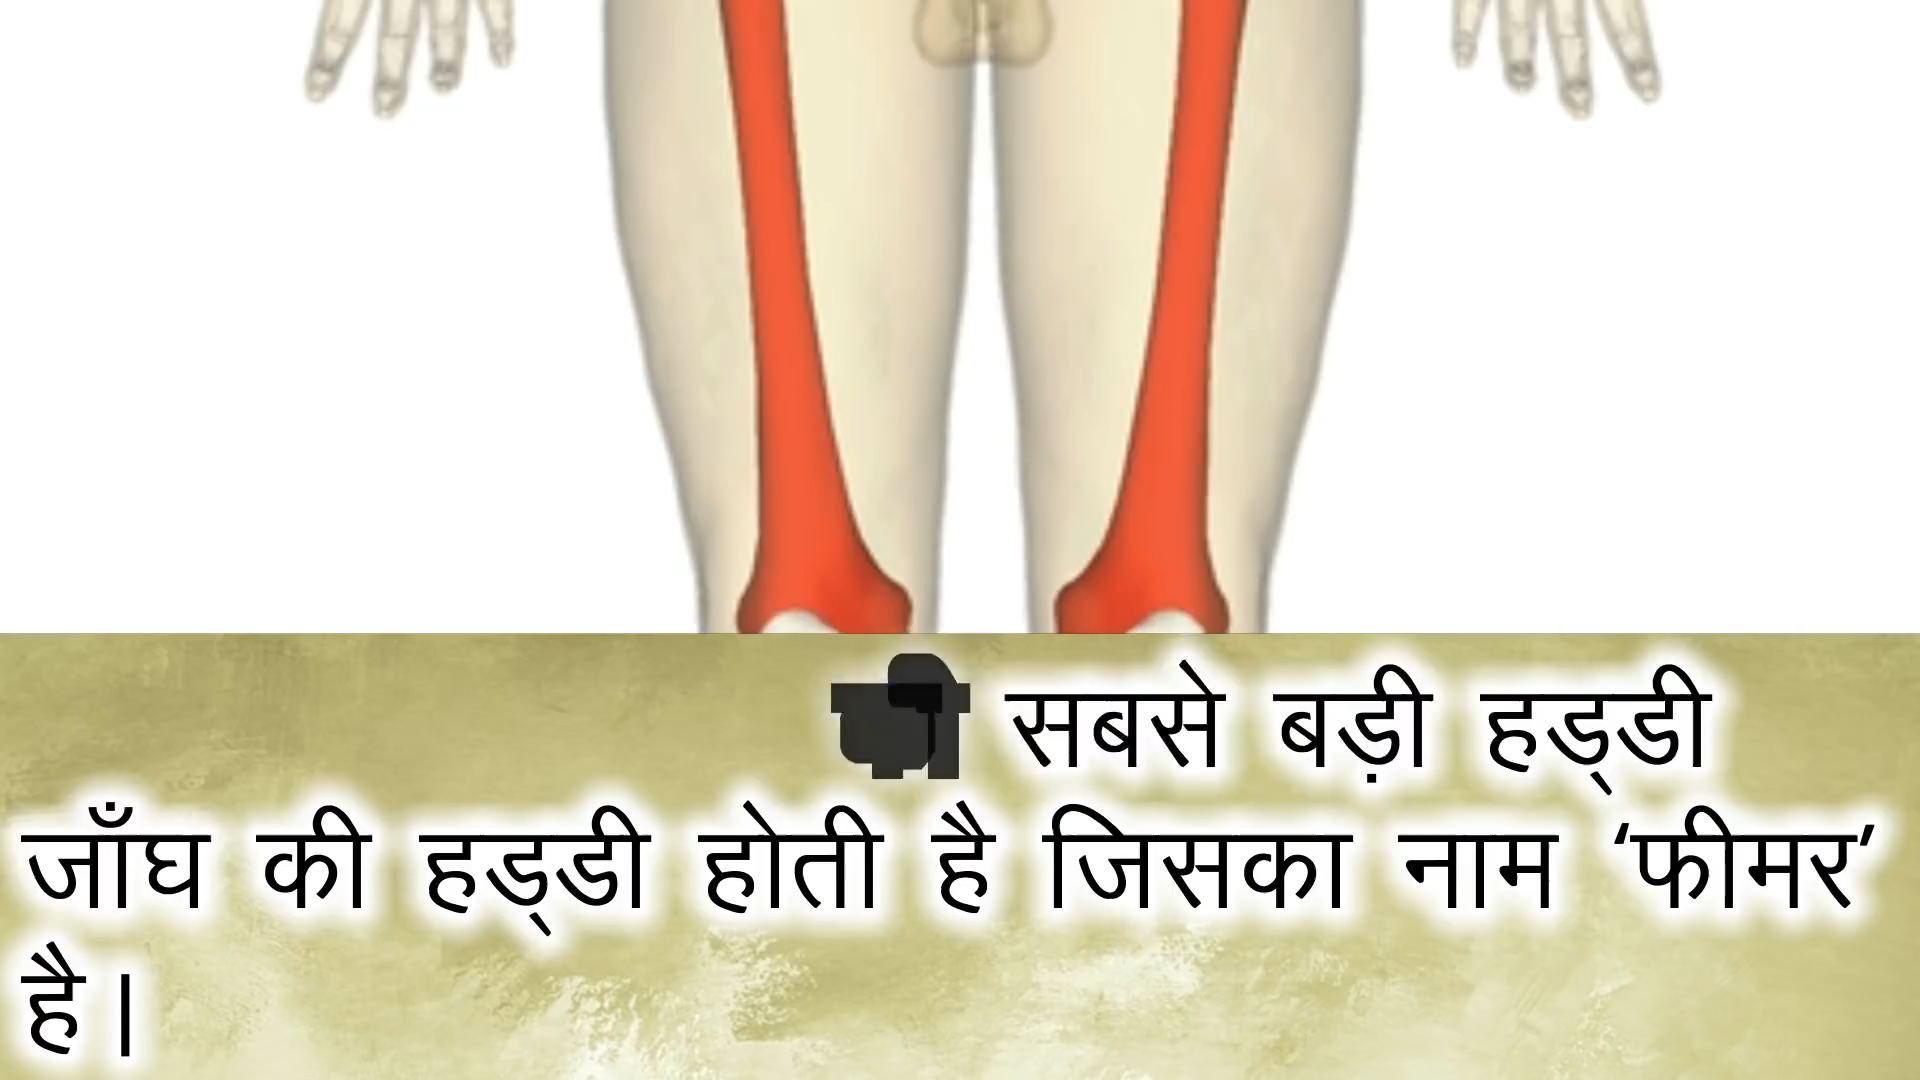 सबसे बड़ी हड्डी
जाँघ की हड्डी होती है जिसका नाम ‘फीमर’
है।